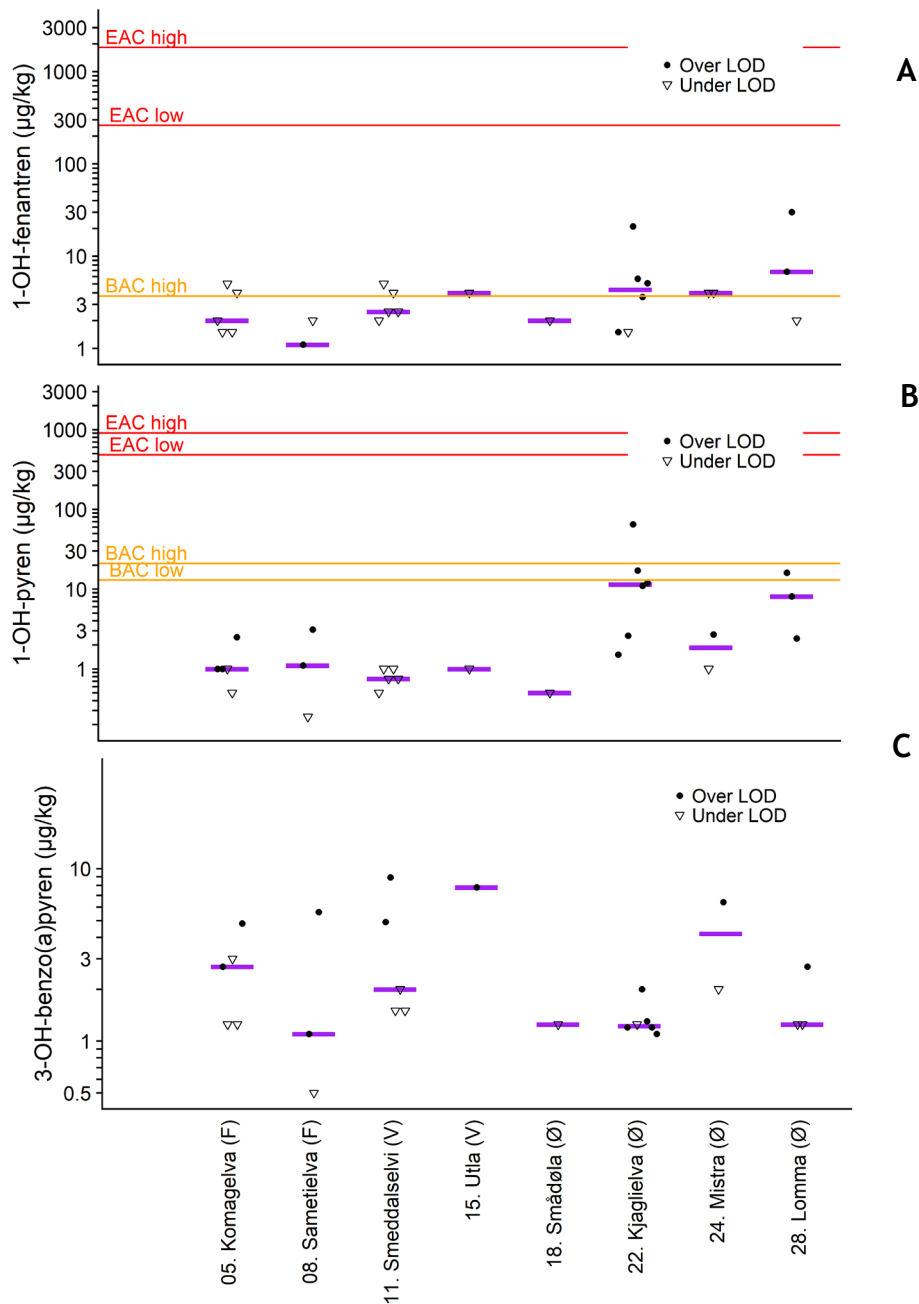 A
1-OH-fenantren (µg/kg)
3000
1000
300
100
30
10
3
1
EAC high
EAC low
BAC high
Over LOD
Under LOD
B
1-OH-pyren (µg/kg)
3000
1000
300
100
30
10
3
1
EAC high
EAC low
BAC high
BAC low
Over LOD
Under LOD
C
3-OH-benzo(a)pyren (µg/kg)
10
3
1
0.5
Over LOD
Under LOD
05. Komagelva (F)
08. Sametielva (F)
11. Smeddalselvi (V)
15. Utla (V)
18. Smådøla (Ø)
22. Kjaglielva (Ø)
24. Mistra (Ø)
28. Lomma (Ø)